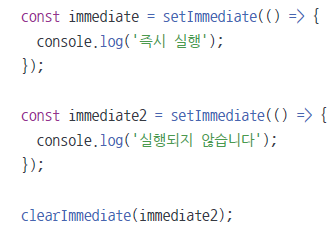 const immediate = setImmediate(() => {
  console.log('즉시 실행');
});

const immediate2 = setImmediate(() => {
  console.log('실행되지 않습니다');
});

clearImmediate(immediate2);